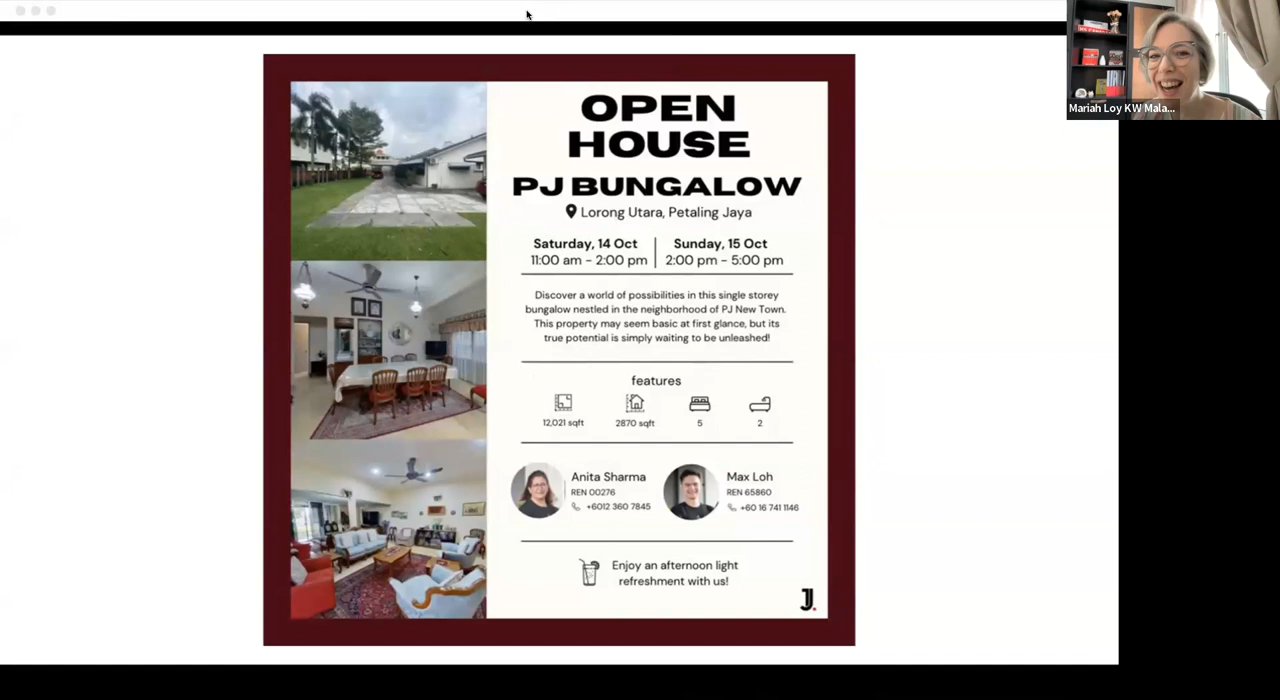 OPEN
HOUSE
PJ BUNGALOW
Lorong Utara, Petaling Jaya
Saturday, 14 Oct
11:00 am - 2:00 pm
Sunday, 15 Oct
2:00 pm - 5:00 pm
Discover a world of possibilities in this single storey
bungalow nestled in the neighborhood of PJ New Town.
This property may seem basic at first glance, but its
true potential is simply waiting to be unleashed!
features
12,021 sqft
2870 sqft
5
2
Anita Sharma
REN 00276
+6012 360 7845
Max Loh
REN 65860
+60 16 741 1146
Enjoy an afternoon light
refreshment with us!
JJ.
Mariah Loy KW Mala...